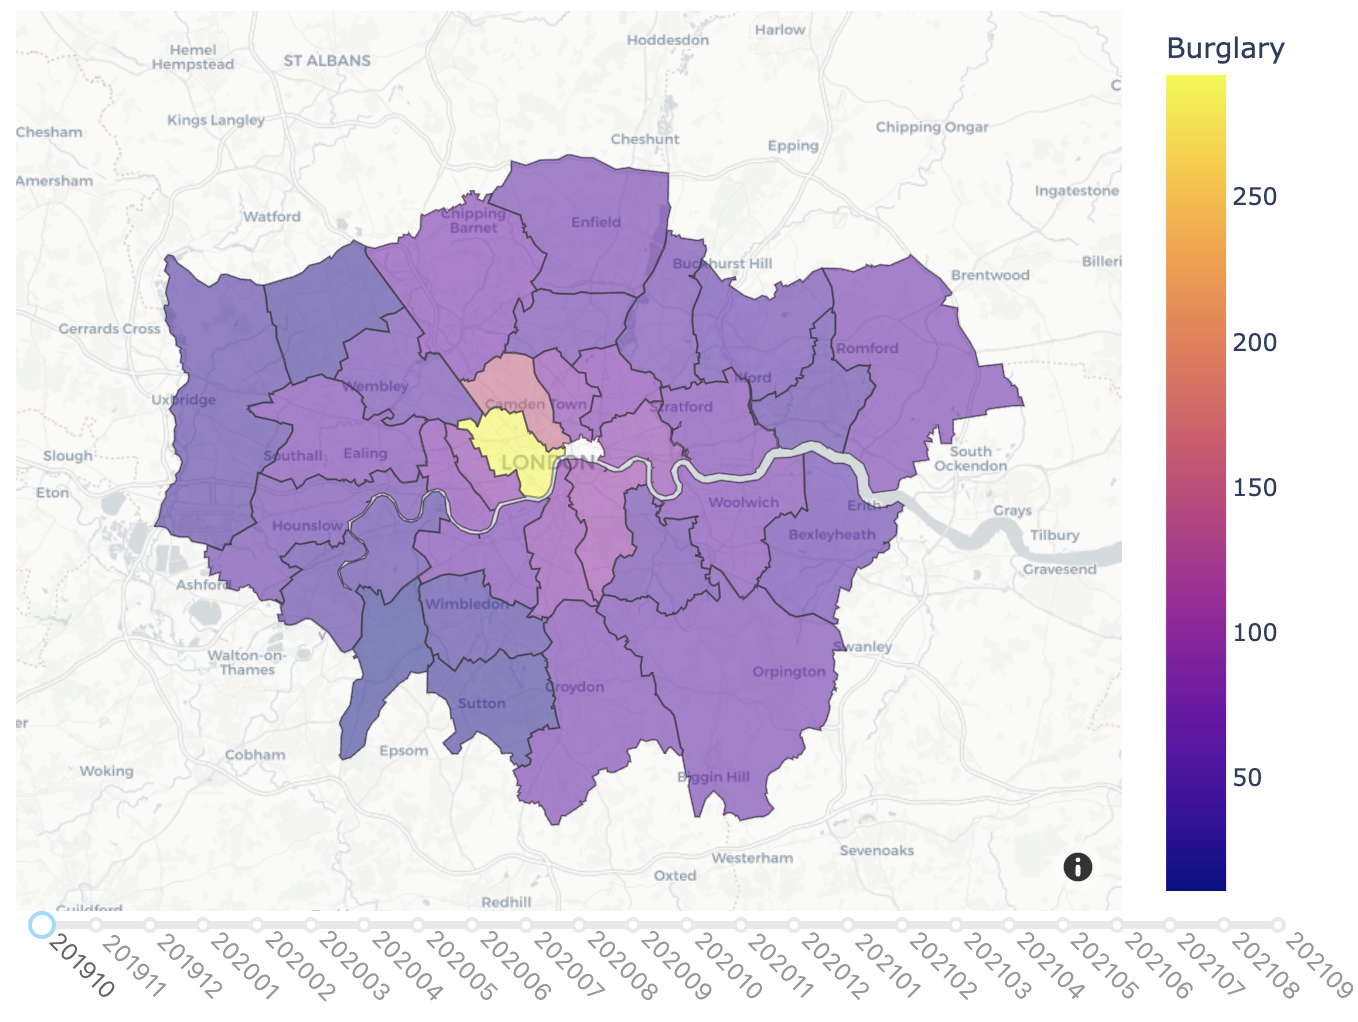 Burglary
250
200
150
100
50
Harlow
Hoddesdon
Hemel
Hempstead
ST ALBANS
Chipping Ongar
Kings Langley
Chesham
Cheshunt
Epping
Amersham
Ingatestone
Watford
Chipping
Barnet
Enfield
Buckhurst Hill
Billeri
Brentwood
Gerrards Cross
Romford
Ilford
Wembley
Uxbridge
Camden Town
Stratford
Slough
Southall
Ealing
LONDON
South
Ockendon
Eton
Hounslow
Woolwich
Erith
Grays
Tilbury
Bexleyheath
Gravesend
Ashford
Wimbledon
Swanley
Walton-on-
Thames
Orpington
Croydon
Sutton
er
Cobham
Epsom
Woking
Biggin Hill
Sevenoaks
Westerham
Oxted
Redhill
Guildford
201910
201911
201912
202001
202002
202003
202004
202005
202006
202007
202008
202009
202010
202011
202012
202101
202102
202103
202104
202105
202106
202107
202108
202109